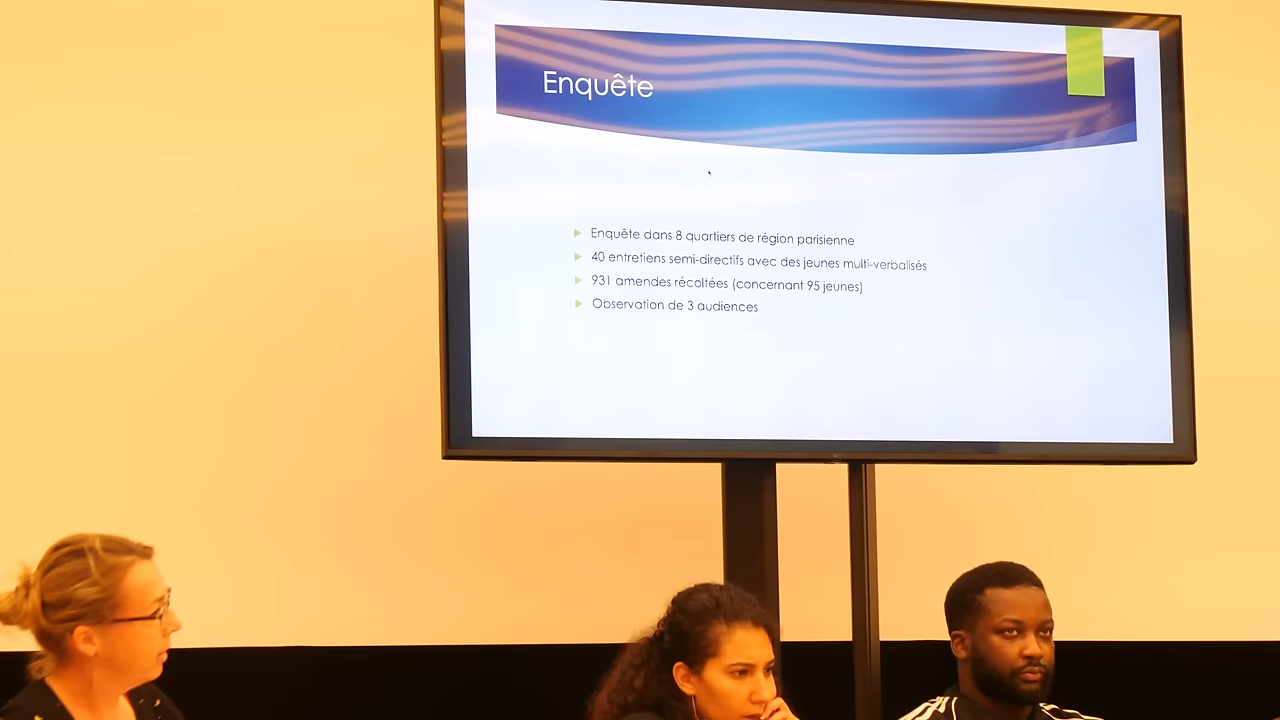 Enquête
Enquête dans 8 quartiers de région parisienne
40 entretiens semi-directifs avec des jeunes multi-verbalisés
931 amendes récoltées (concernant 95 jeunes)
Observation de 3 audiences